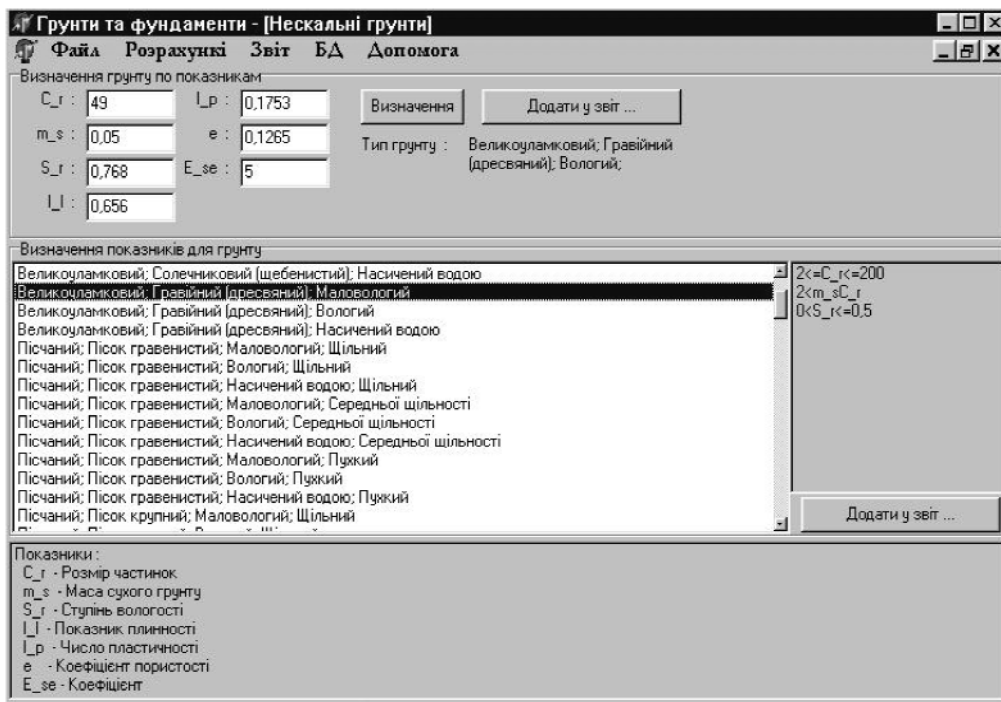 Грунти та фундаменти - [Нескальні грунти]
Файл Розрахункі Звіт БД Допомога
Визначення грунту по показникам
C_r : 49 I_p : 0,1753 Визначення Додати у звіт ...
m_s : 0,05 e : 0,1265
Тип грунту : Великоуламковий; Гравійний
(дресвяний); Вологий;
S_r : 0,768 E_se : 5
I_l : 0,656
Визначення показників для грунту
Великоуламковий; Солечниковий (щебенистий); Насичений водою
Великоуламковий; Гравійний (дресвяний); Маловологий
Великоуламковий; Гравійний (дресвяний); Вологий
Великоуламковий; Гравійний (дресвяний); Насичений водою
Пісчаний; Пісок гравенистий; Маловологий; Щільний
Пісчаний; Пісок гравенистий; Вологий; Щільний
Пісчаний; Пісок гравенистий; Насичений водою; Щільний
Пісчаний; Пісок гравенистий; Маловологий; Середньої щільності
Пісчаний; Пісок гравенистий; Вологий; Середньої щільності
Пісчаний; Пісок гравенистий; Насичений водою; Середньої щільності
Пісчаний; Пісок гравенистий; Маловологий; Пухкий
Пісчаний; Пісок гравенистий; Вологий; Пухкий
Пісчаний; Пісок гравенистий; Насичений водою; Пухкий
Пісчаний; Пісок крупний; Маловологий; Щільний
2<=C_r<=200
2<m_sC_r
0<S_r<=0,5
Додати у звіт ...
Показники :
C_r - Розмір частинок
m_s - Маса сухого грунту
S_r - Ступінь вологості
I_l - Показник плинності
I_p - Число пластичності
e - Коефіцієнт пористості
E_se - Коефіцієнт